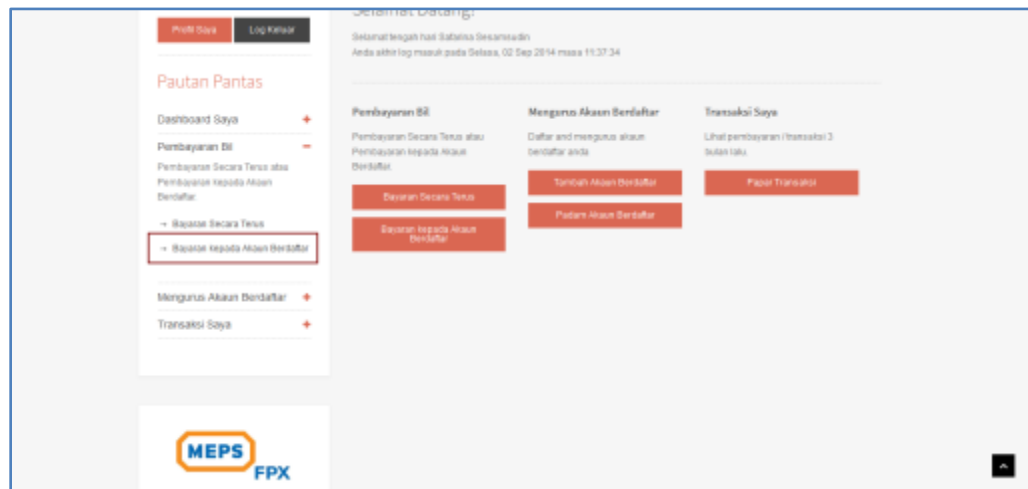 Profil Saya Log Keluar
Pautan Pantas
Dashboard Saya +
Pembayaran Bil −
Pembayaran Secara Terus atau
Pembayaran kepada Akaun
Berdaftar.
→ Bayaran Secara Terus
→ Bayaran kepada Akaun Berdaftar
Mengurus Akaun Berdaftar +
Transaksi Saya +
MEPS
FPX
Selamat Datang!
Selamat tengah hari Safarina Sesamsudin
Anda akhir log masuk pada Selasa, 02 Sep 2014 masa 11:37:34
Pembayaran Bil
Pembayaran Secara Terus atau
Pembayaran kepada Akaun
Berdaftar.
Bayaran Secara Terus
Bayaran kepada Akaun
Berdaftar
Mengurus Akaun Berdaftar
Daftar and mengurus akaun
berdaftar anda
Tambah Akaun Berdaftar
Padam Akaun Berdaftar
Transaksi Saya
Lihat pembayaran / transaksi 3
bulan lalu.
Papar Transaksi